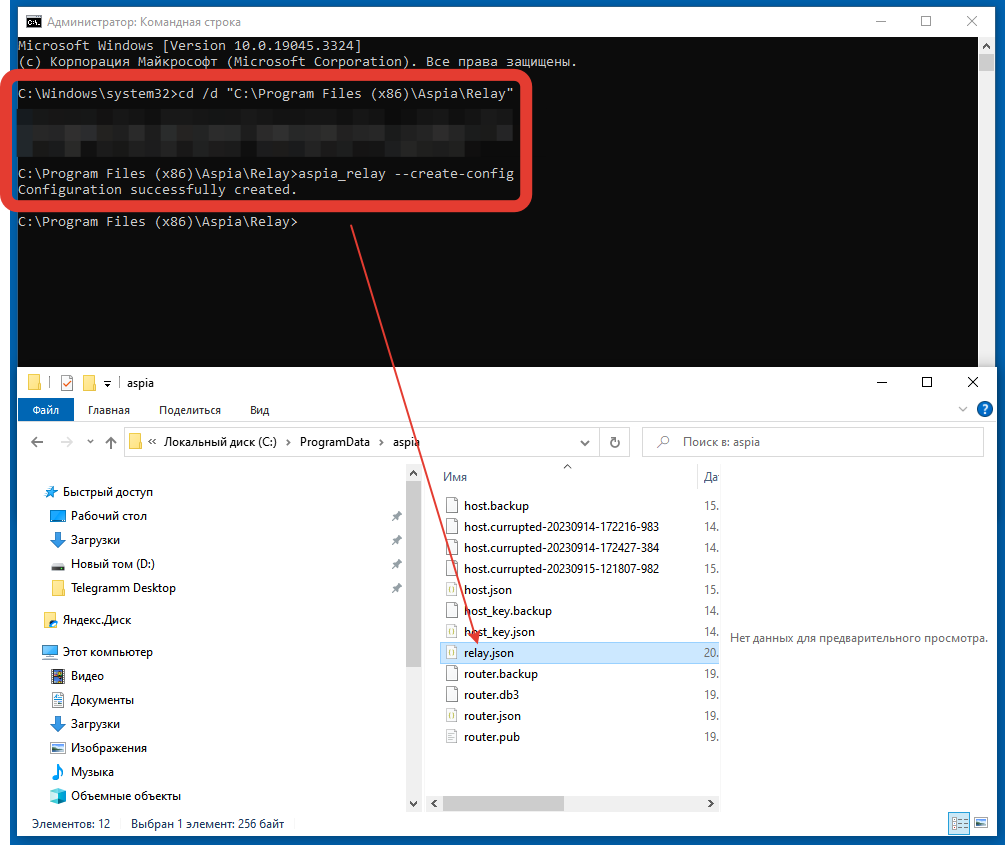 Администратор: Командная строка
Microsoft Windows [Version 10.0.19045.3324]
(c) Корпорация Майкрософт (Microsoft Corporation). Все права защищены.
C:\Windows\system32>cd /d "C:\Program Files (x86)\Aspia\Relay"
C:\Program Files (x86)\Aspia\Relay>aspia_relay --create-config
Configuration successfully created.
C:\Program Files (x86)\Aspia\Relay>
aspia
Файл Главная Поделиться Вид
« Локальный диск (C:) › ProgramData › aspia
Поиск в: aspia
Быстрый доступ
Рабочий стол
Загрузки
Новый том (D:)
Telegramm Desktop
Яндекс.Диск
Этот компьютер
Видео
Документы
Загрузки
Изображения
Музыка
Объемные объекты
Имя Да
host.backup 15.
host.currupted-20230914-172216-983 14.
host.currupted-20230914-172427-384 14.
host.currupted-20230915-121807-982 15.
host.json 15.
host_key.backup 14.
host_key.json 14.
relay.json 20.
router.backup 19.
router.db3 19.
router.json 19.
router.pub 19.
Нет данных для предварительного просмотра.
Элементов: 12 Выбран 1 элемент: 256 байт